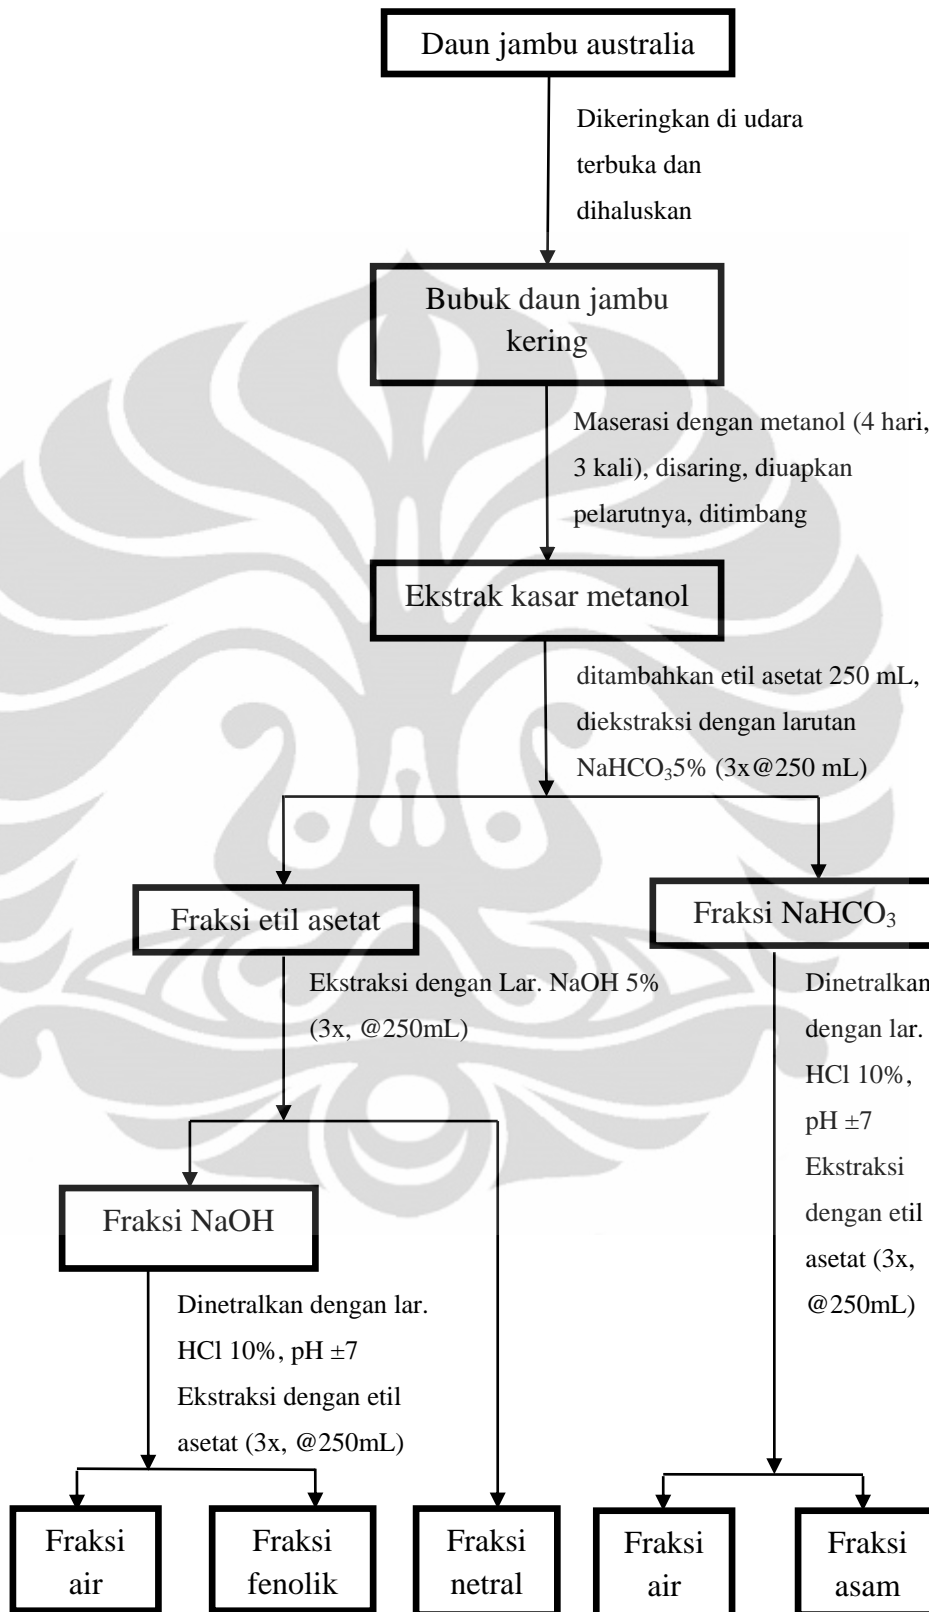 Daun jambu australia
Dikeringkan di udara
terbuka dan
dihaluskan
Bubuk daun jambu
kering
Maserasi dengan metanol (4 hari,
3 kali), disaring, diuapkan
pelarutnya, ditimbang
Ekstrak kasar metanol
ditambahkan etil asetat 250 mL,
diekstraksi dengan larutan
NaHCO₃5% (3x@250 mL)
Fraksi etil asetat
Fraksi NaHCO₃
Ekstraksi dengan Lar. NaOH 5%
(3x, @250mL)
Dinetralkan
dengan lar.
HCl 10%,
pH ±7
Ekstraksi
dengan etil
asetat (3x,
@250mL)
Fraksi NaOH
Dinetralkan dengan lar.
HCl 10%, pH ±7
Ekstraksi dengan etil
asetat (3x, @250mL)
Fraksi
air
Fraksi
fenolik
Fraksi
netral
Fraksi
air
Fraksi
asam